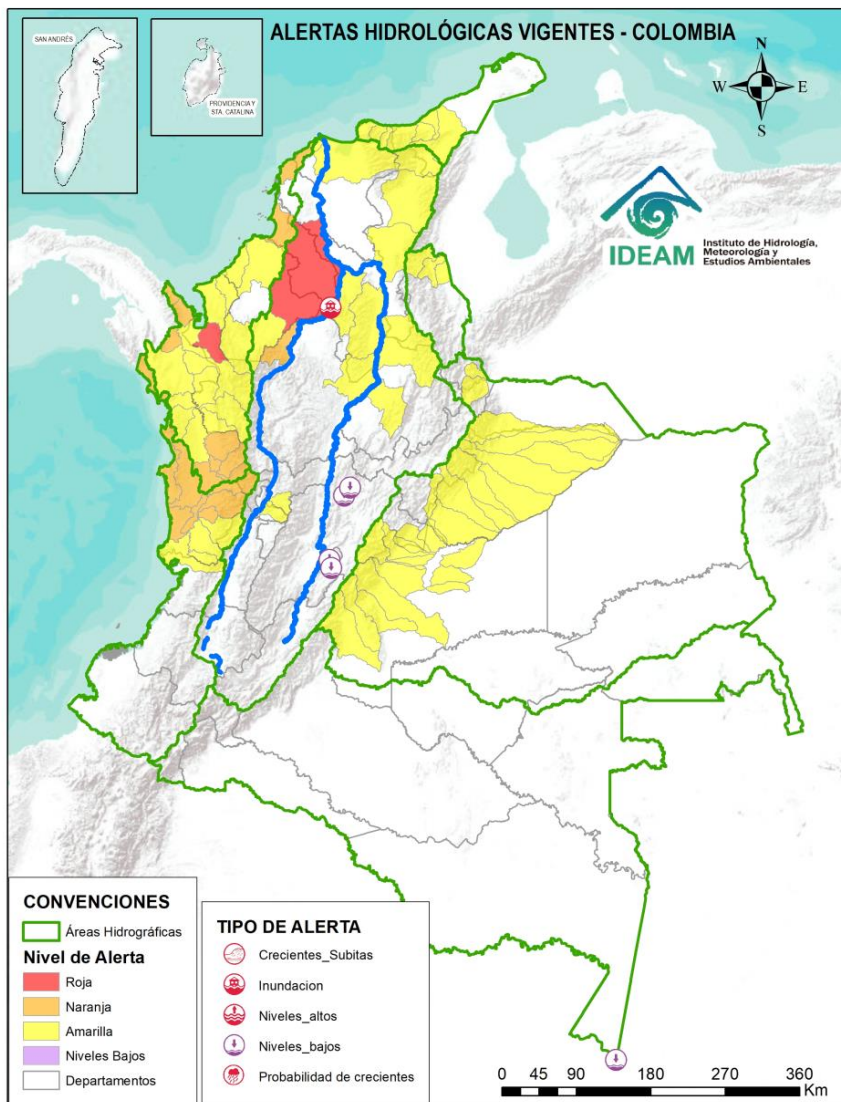 ALERTAS HIDROLÓGICAS VIGENTES - COLOMBIA
SAN ANDRÉS
PROVIDENCIA Y
STA. CATALINA
N
W
E
S
IDEAM
Instituto de Hidrología,
Meteorología y
Estudios Ambientales
CONVENCIONES
Áreas Hidrográficas
Nivel de Alerta
Roja
Naranja
Amarilla
Niveles Bajos
Departamentos
TIPO DE ALERTA
Crecientes_Subitas
Inundacion
Niveles_altos
Niveles_bajos
Probabilidad de crecientes
0 45 90 180 270 360
Km